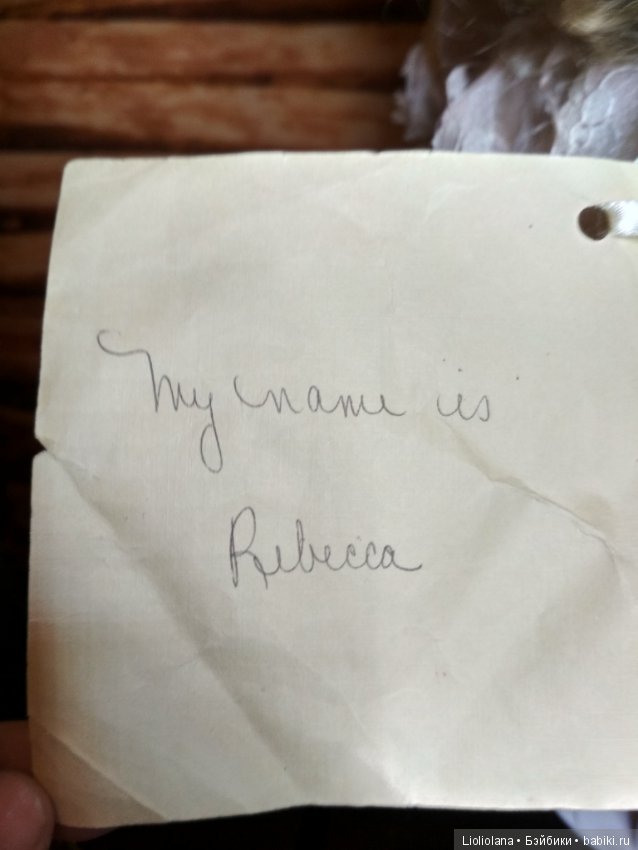 My name is
Rebecca
Lioliolana • Бэйбики • babiki.ru